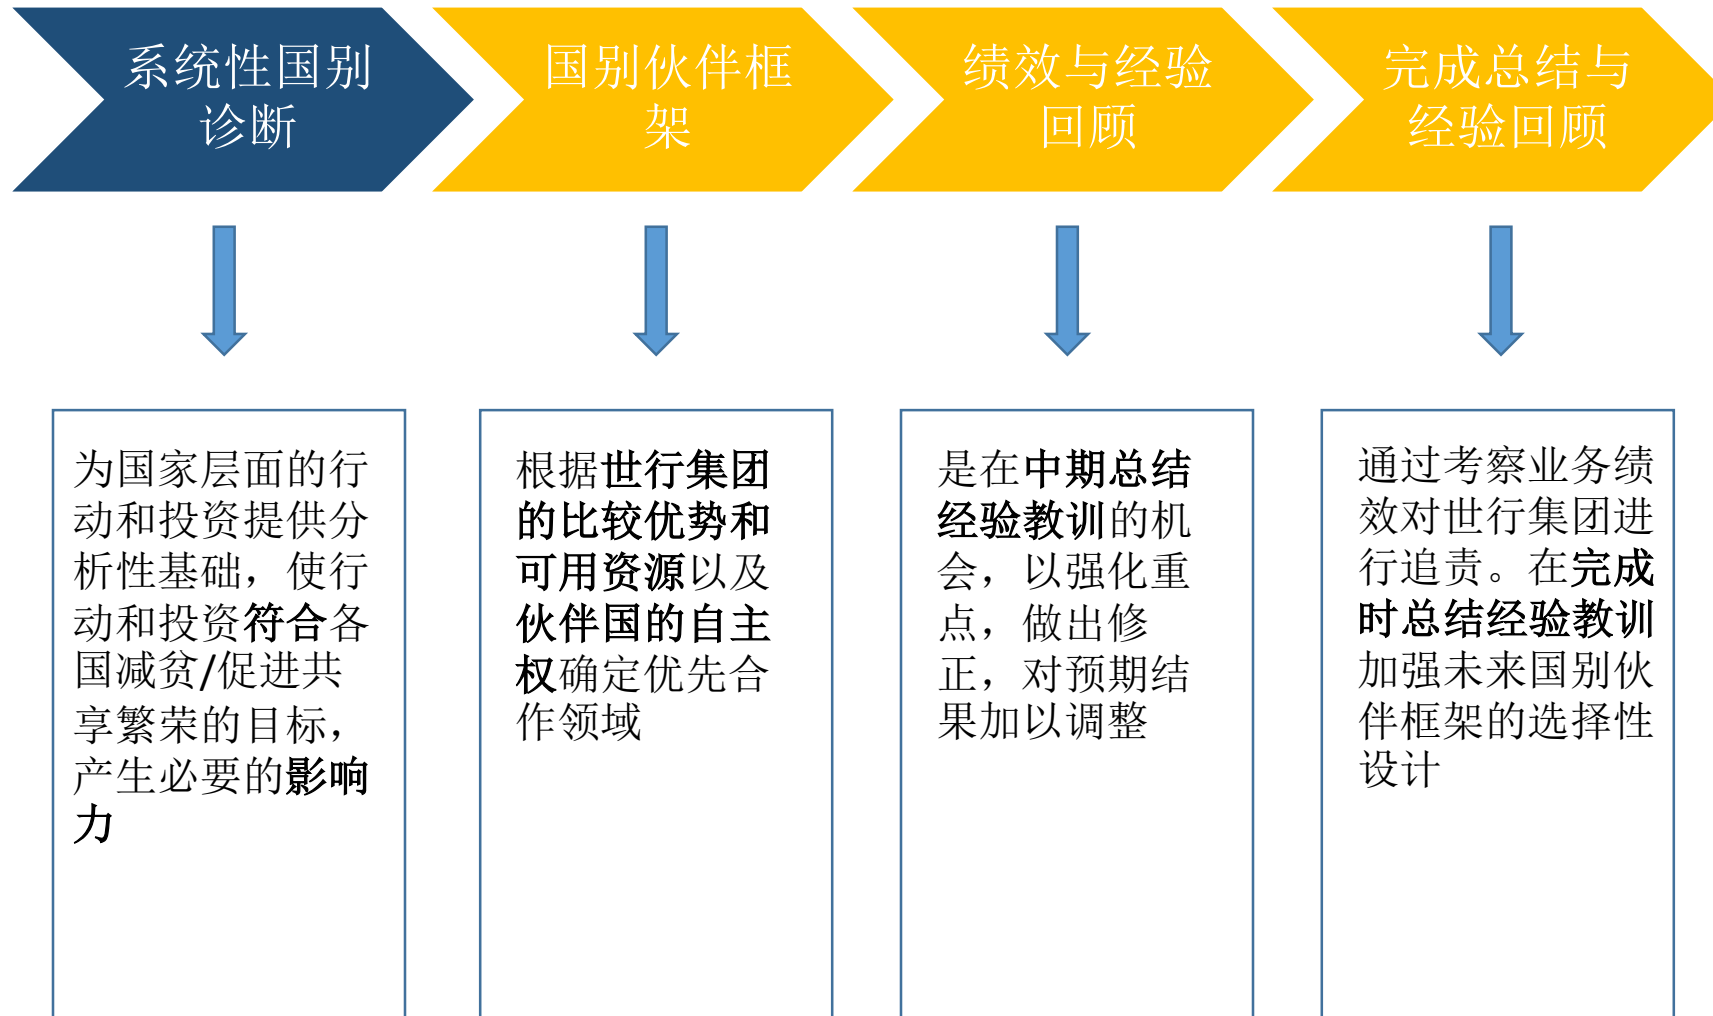 系统性国别
诊断
国别伙伴框
架
绩效与经验
回顾
完成总结与
经验回顾
为国家层面的行
动和投资提供分
析性基础，使行
动和投资符合各
国减贫/促进共
享繁荣的目标，
产生必要的影响
力
根据世行集团
的比较优势和
可用资源以及
伙伴国的自主
权确定优先合
作领域
是在中期总结
经验教训的机
会，以强化重
点，做出修
正，对预期结
果加以调整
通过考察业务绩
效对世行集团进
行追责。在完成
时总结经验教训
加强未来国别伙
伴框架的选择性
设计